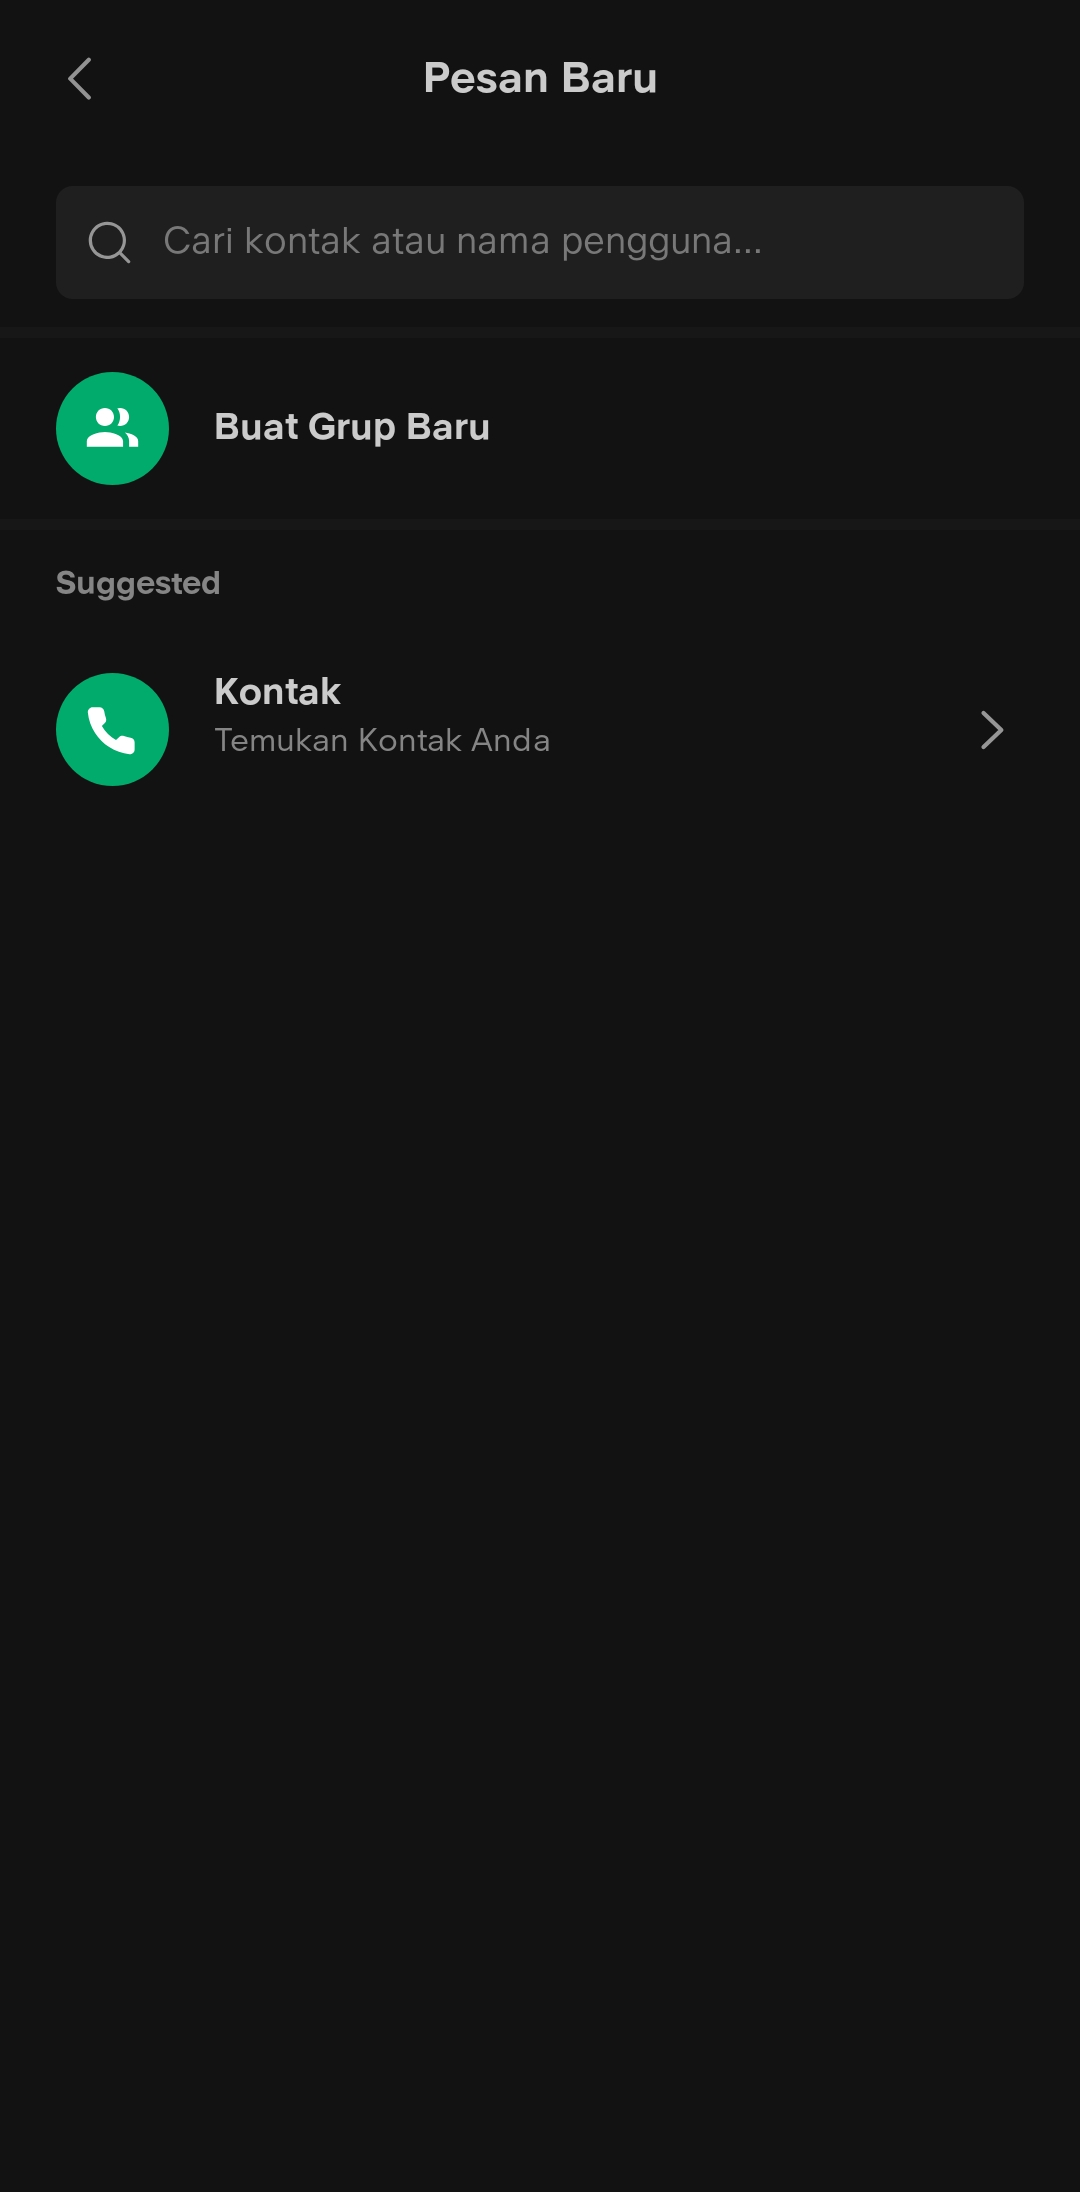 Pesan Baru
Cari kontak atau nama pengguna...
Buat Grup Baru
Suggested
Kontak
Temukan Kontak Anda